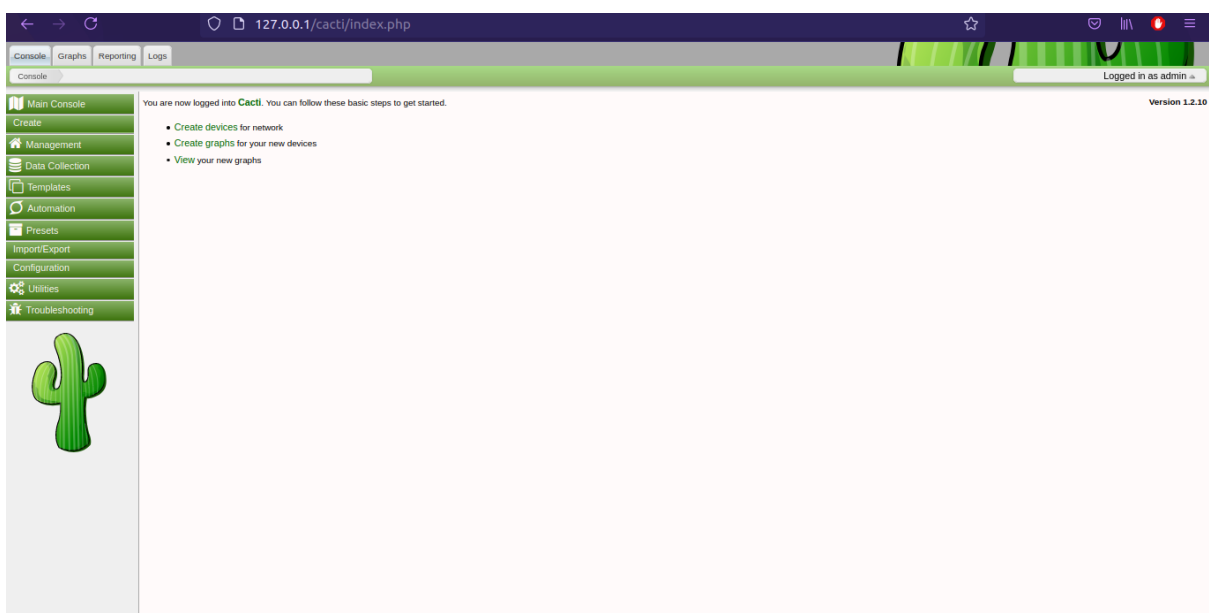 127.0.0.1/cacti/index.php
Console Graphs Reporting Logs
Console
Logged in as admin
Main Console
Create
Management
Data Collection
Templates
Automation
Presets
Import/Export
Configuration
Utilities
Troubleshooting
You are now logged into Cacti. You can follow these basic steps to get started.
Version 1.2.10
• Create devices for network
• Create graphs for your new devices
• View your new graphs